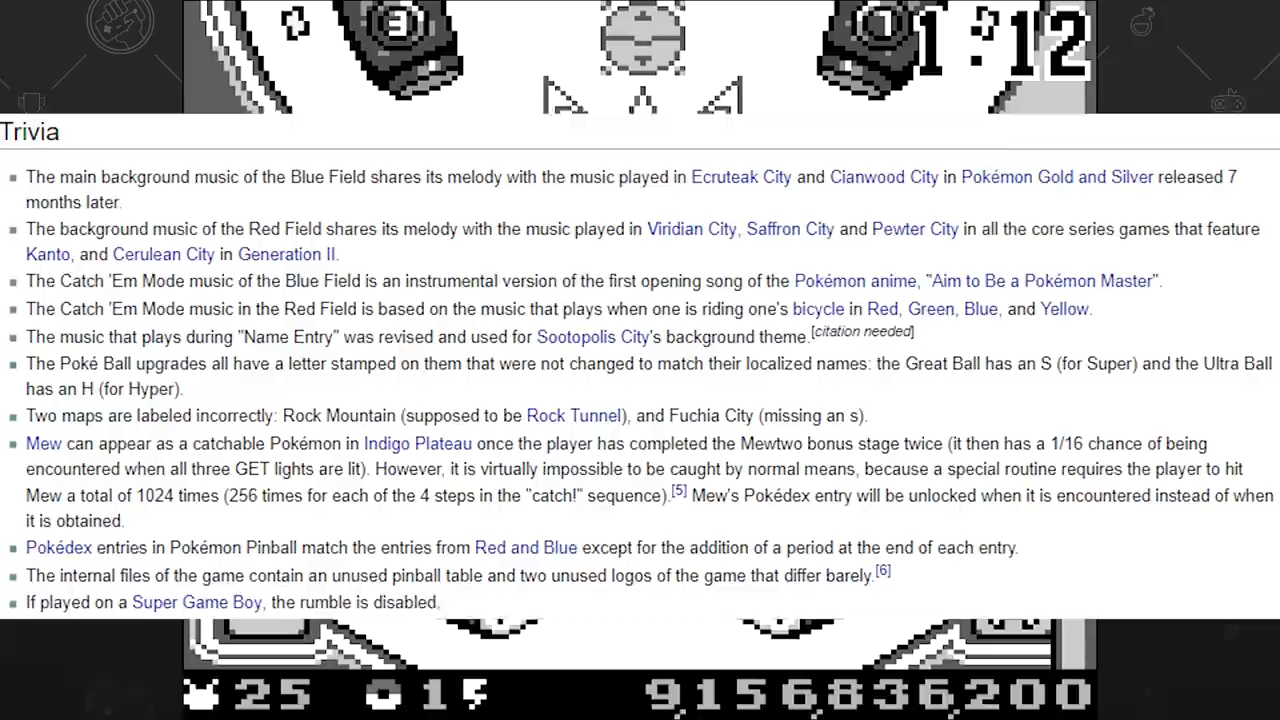 1:12
Trivia
The main background music of the Blue Field shares its melody with the music played in Ecruteak City and Cianwood City in Pokémon Gold and Silver released 7
months later.
The background music of the Red Field shares its melody with the music played in Viridian City, Saffron City and Pewter City in all the core series games that feature
Kanto, and Cerulean City in Generation II.
The Catch 'Em Mode music of the Blue Field is an instrumental version of the first opening song of the Pokémon anime, "Aim to Be a Pokémon Master".
The Catch 'Em Mode music in the Red Field is based on the music that plays when one is riding one's bicycle in Red, Green, Blue, and Yellow.
The music that plays during "Name Entry" was revised and used for Sootopolis City's background theme.[citation needed]
The Poké Ball upgrades all have a letter stamped on them that were not changed to match their localized names: the Great Ball has an S (for Super) and the Ultra Ball
has an H (for Hyper).
Two maps are labeled incorrectly: Rock Mountain (supposed to be Rock Tunnel), and Fuchia City (missing an s).
Mew can appear as a catchable Pokémon in Indigo Plateau once the player has completed the Mewtwo bonus stage twice (it then has a 1/16 chance of being
encountered when all three GET lights are lit). However, it is virtually impossible to be caught by normal means, because a special routine requires the player to hit
Mew a total of 1024 times (256 times for each of the 4 steps in the "catch!" sequence).[5] Mew's Pokédex entry will be unlocked when it is encountered instead of when
it is obtained.
Pokédex entries in Pokémon Pinball match the entries from Red and Blue except for the addition of a period at the end of each entry.
The internal files of the game contain an unused pinball table and two unused logos of the game that differ barely.[6]
If played on a Super Game Boy, the rumble is disabled.
25 1 9,156,836,200